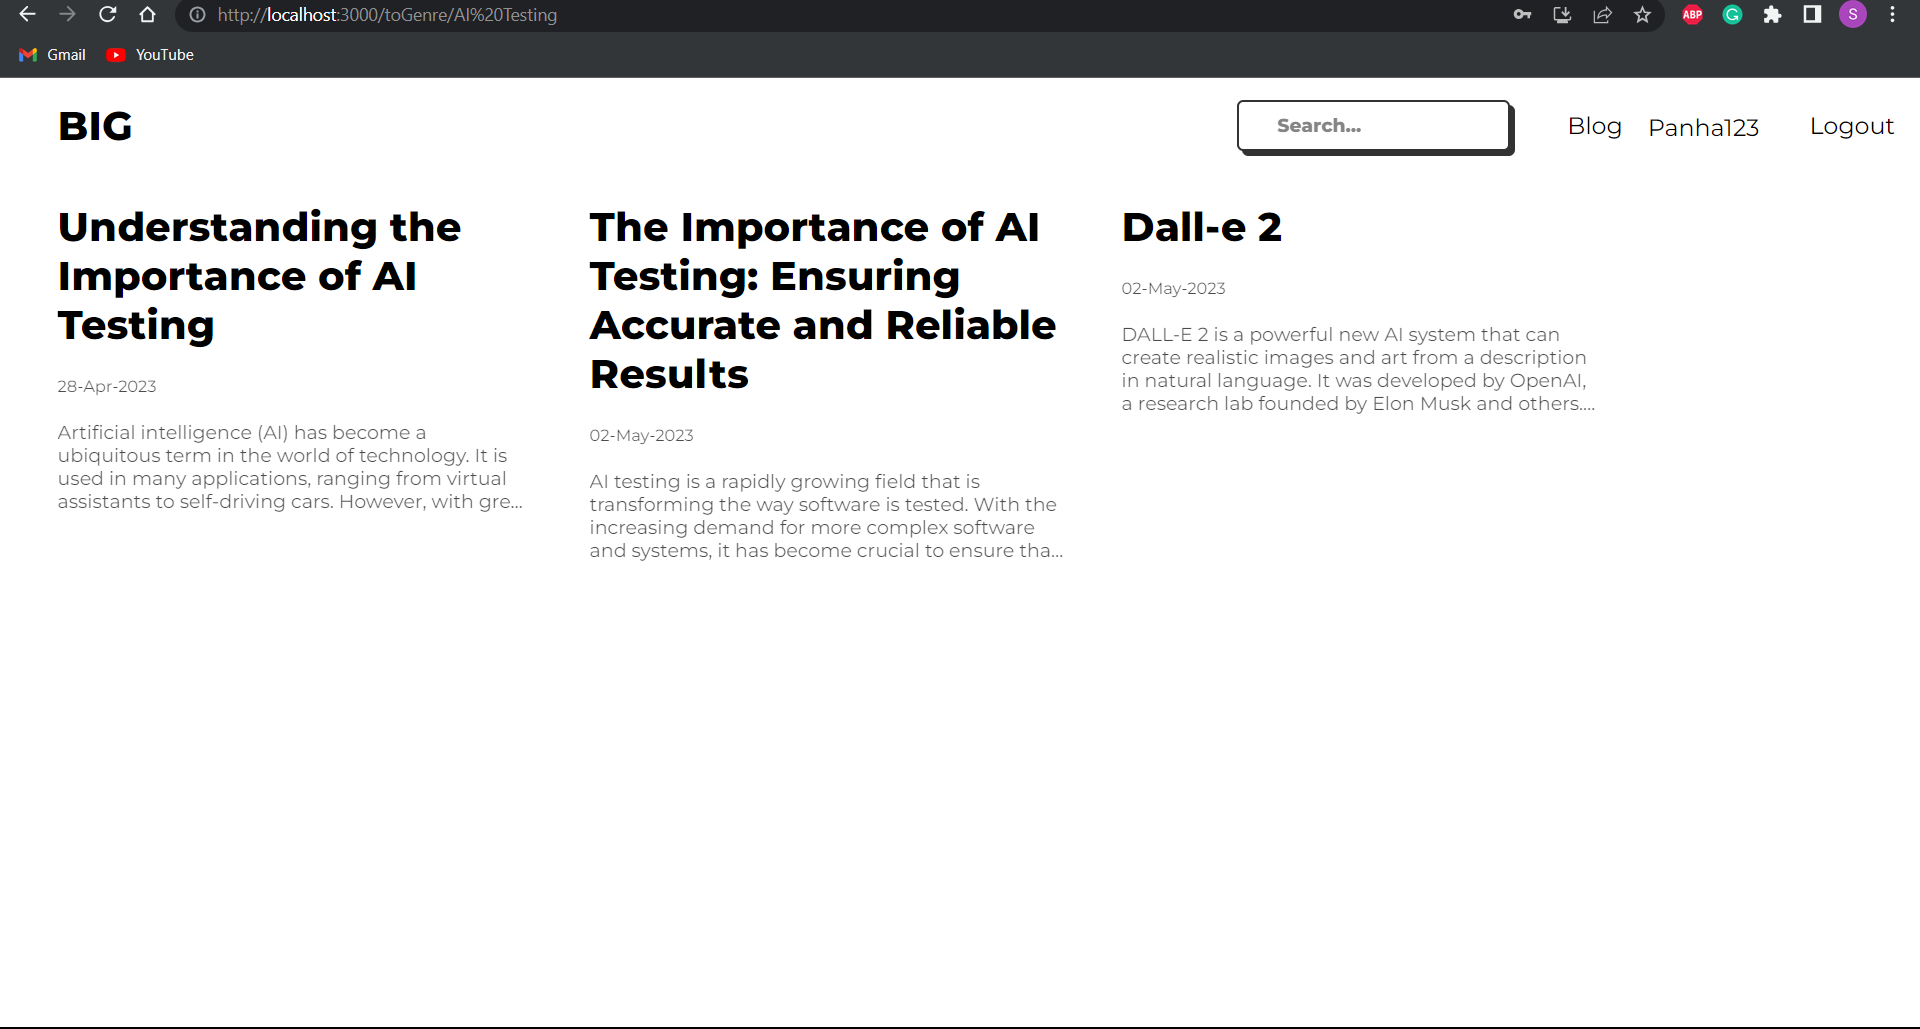 http://localhost:3000/toGenre/AI%20Testing
ABP
G
S
Gmail
YouTube
BIG
Search...
Blog
Panha123
Logout
Understanding the
Importance of AI
Testing
28-Apr-2023
Artificial intelligence (AI) has become a
ubiquitous term in the world of technology. It is
used in many applications, ranging from virtual
assistants to self-driving cars. However, with gre...
The Importance of AI
Testing: Ensuring
Accurate and Reliable
Results
02-May-2023
AI testing is a rapidly growing field that is
transforming the way software is tested. With the
increasing demand for more complex software
and systems, it has become crucial to ensure tha...
Dall-e 2
02-May-2023
DALL-E 2 is a powerful new AI system that can
create realistic images and art from a description
in natural language. It was developed by OpenAI,
a research lab founded by Elon Musk and others....